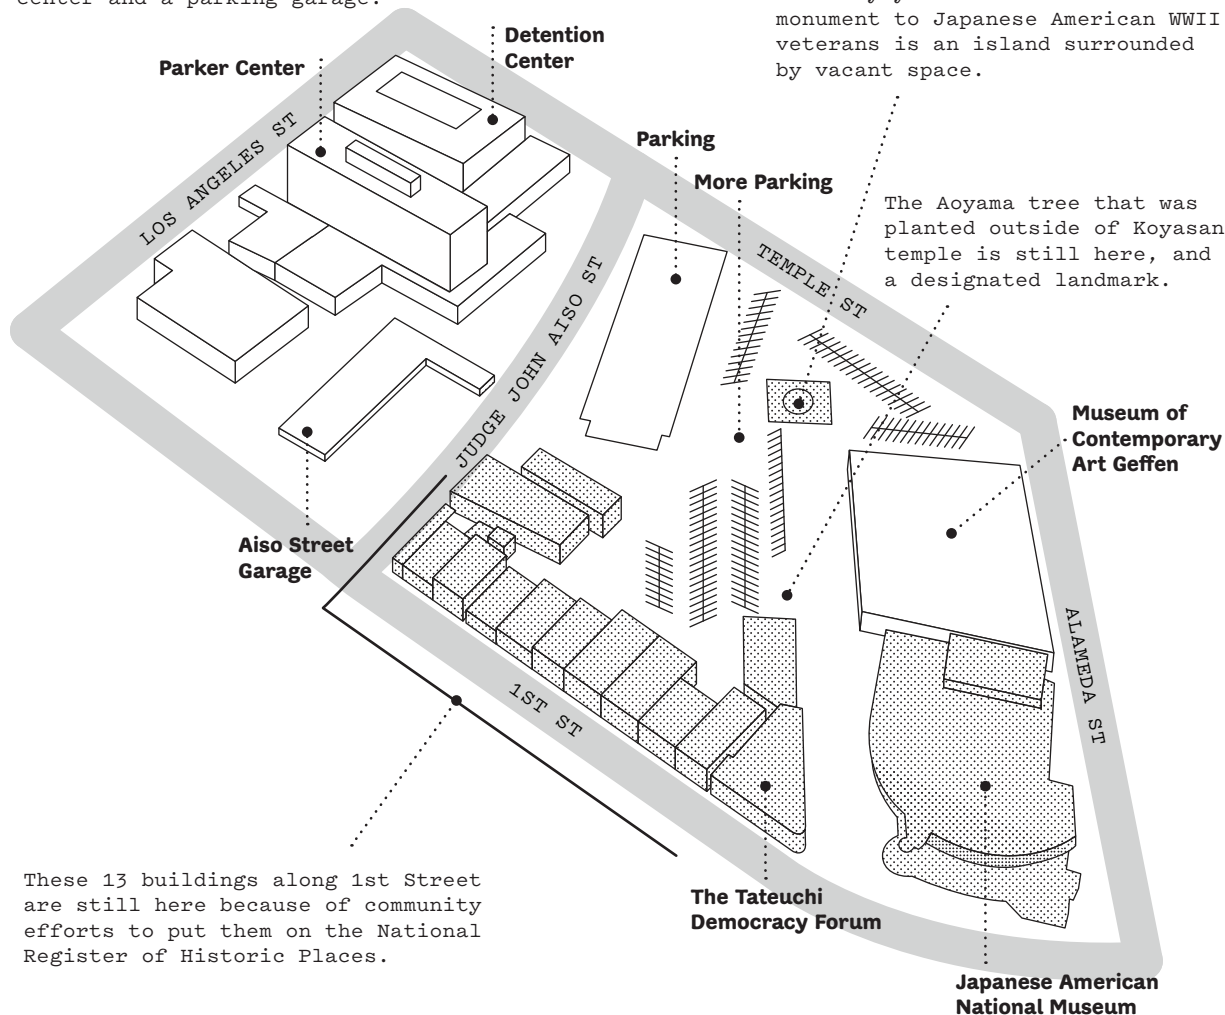 center and a parking garage.
monument to Japanese American WWII
veterans is an island surrounded
by vacant space.
Detention
Center
Parker Center
LOS ANGELES ST
Parking
More Parking
The Aoyama tree that was
planted outside of Koyasan
temple is still here, and
a designated landmark.
TEMPLE ST
JUDGE JOHN AISO ST
Museum of
Contemporary
Art Geffen
Aiso Street
Garage
ALAMEDA ST
1ST ST
These 13 buildings along 1st Street
are still here because of community
efforts to put them on the National
Register of Historic Places.
The Tateuchi
Democracy Forum
Japanese American
National Museum